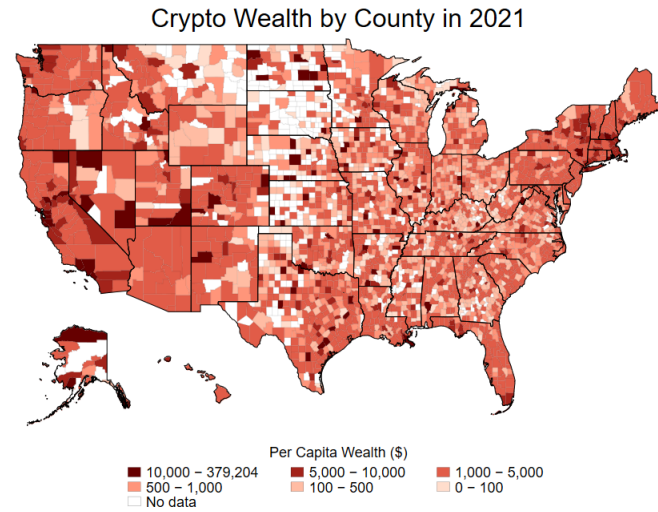 Crypto Wealth by County in 2021
Per Capita Wealth ($)
10,000 − 379,204 5,000 − 10,000 1,000 − 5,000
500 − 1,000 100 − 500 0 − 100
No data